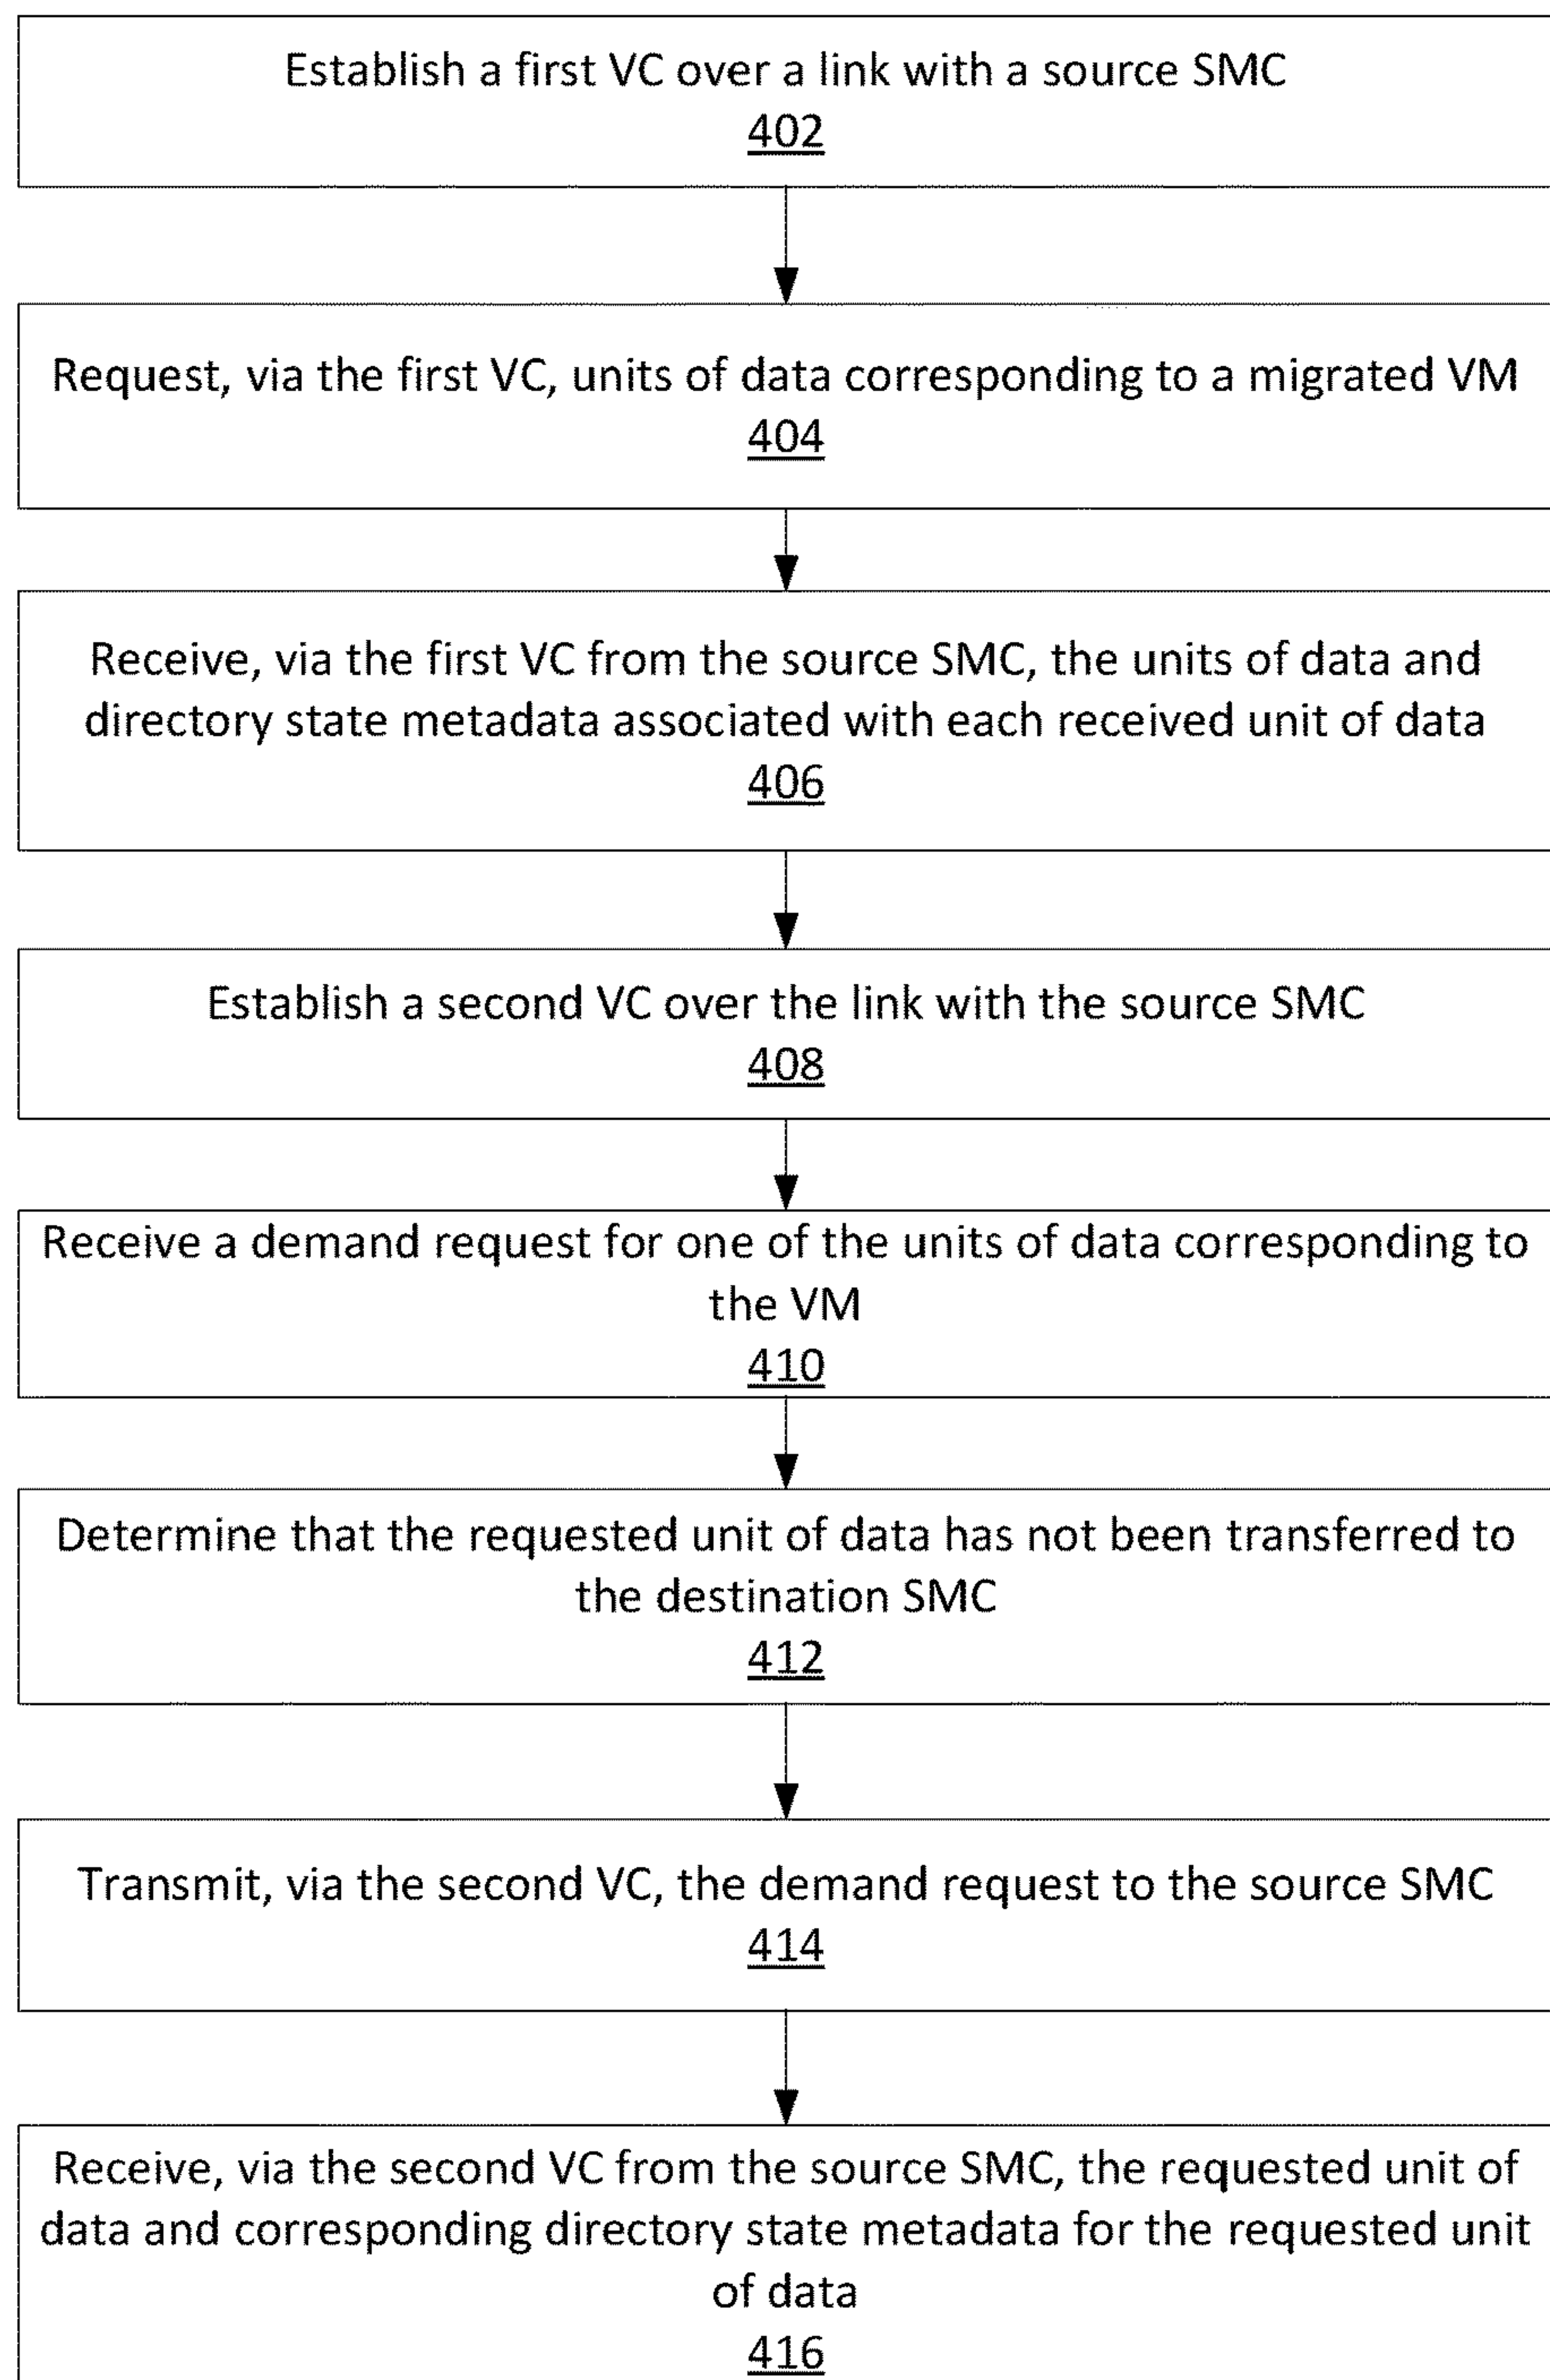 Establish a first VC over a link with a source SMC
402
Request, via the first VC, units of data corresponding to a migrated VM
404
Receive, via the first VC from the source SMC, the units of data and
directory state metadata associated with each received unit of data
406
Establish a second VC over the link with the source SMC
408
Receive a demand request for one of the units of data corresponding to
the VM
410
Determine that the requested unit of data has not been transferred to
the destination SMC
412
Transmit, via the second VC, the demand request to the source SMC
414
Receive, via the second VC from the source SMC, the requested unit of
data and corresponding directory state metadata for the requested unit
of data
416